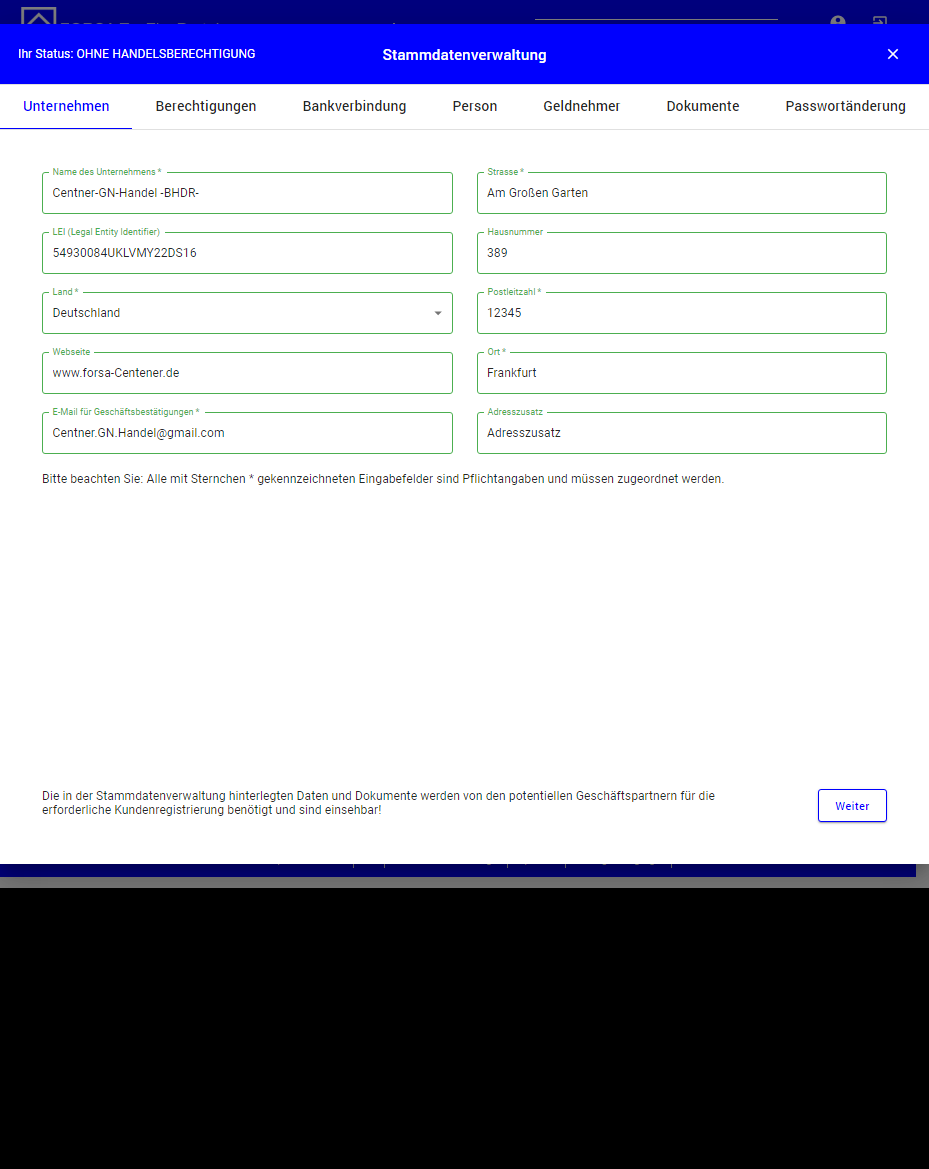 Ihr Status: OHNE HANDELSBERECHTIGUNG
Stammdatenverwaltung
Unternehmen
Berechtigungen
Bankverbindung
Person
Geldnehmer
Dokumente
Passwortänderung
Name des Unternehmens *
Centner-GN-Handel -BHDR-
Strasse *
Am Großen Garten
LEI (Legal Entity Identifier)
54930084UKLVMY22DS16
Hausnummer
389
Land *
Deutschland
Postleitzahl *
12345
Webseite
www.forsa-Centener.de
Ort *
Frankfurt
E-Mail für Geschäftsbestätigungen *
Centner.GN.Handel@gmail.com
Adresszusatz
Adresszusatz
Bitte beachten Sie: Alle mit Sternchen * gekennzeichneten Eingabefelder sind Pflichtangaben und müssen zugeordnet werden.
Die in der Stammdatenverwaltung hinterlegten Daten und Dokumente werden von den potentiellen Geschäftspartnern für die
erforderliche Kundenregistrierung benötigt und sind einsehbar!
Weiter